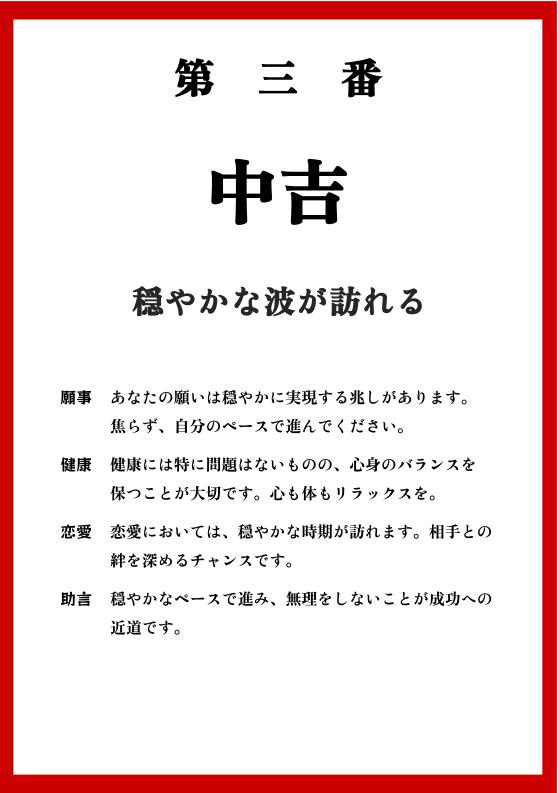 第三番
中吉
穏やかな波が訪れる
願事 あなたの願いは穏やかに実現する兆しがあります。
焦らず、自分のペースで進んでください。
健康 健康には特に問題はないものの、心身のバランスを
保つことが大切です。心も体もリラックスを。
恋愛 恋愛においては、穏やかな時期が訪れます。相手との
絆を深めるチャンスです。
助言 穏やかなペースで進み、無理をしないことが成功への
近道です。